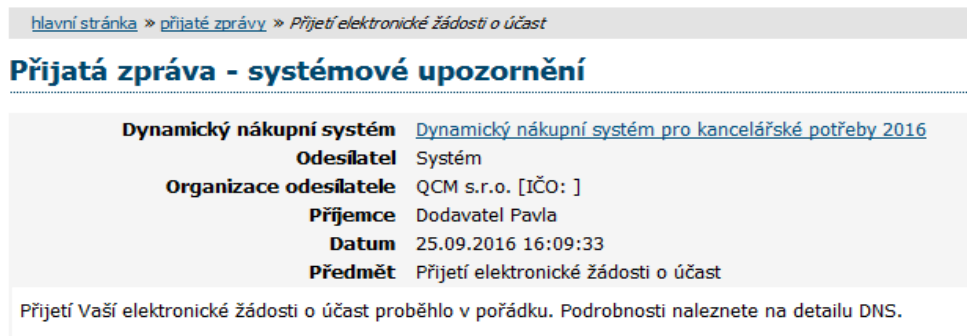 hlavní stránka » přijaté zprávy » Přijetí elektronické žádosti o účast
Přijatá zpráva - systémové upozornění
Dynamický nákupní systém Dynamický nákupní systém pro kancelářské potřeby 2016
Odesílatel Systém
Organizace odesílatele QCM s.r.o. [IČO: ]
Příjemce Dodavatel Pavla
Datum 25.09.2016 16:09:33
Předmět Přijetí elektronické žádosti o účast
Přijetí Vaší elektronické žádosti o účast proběhlo v pořádku. Podrobnosti naleznete na detailu DNS.